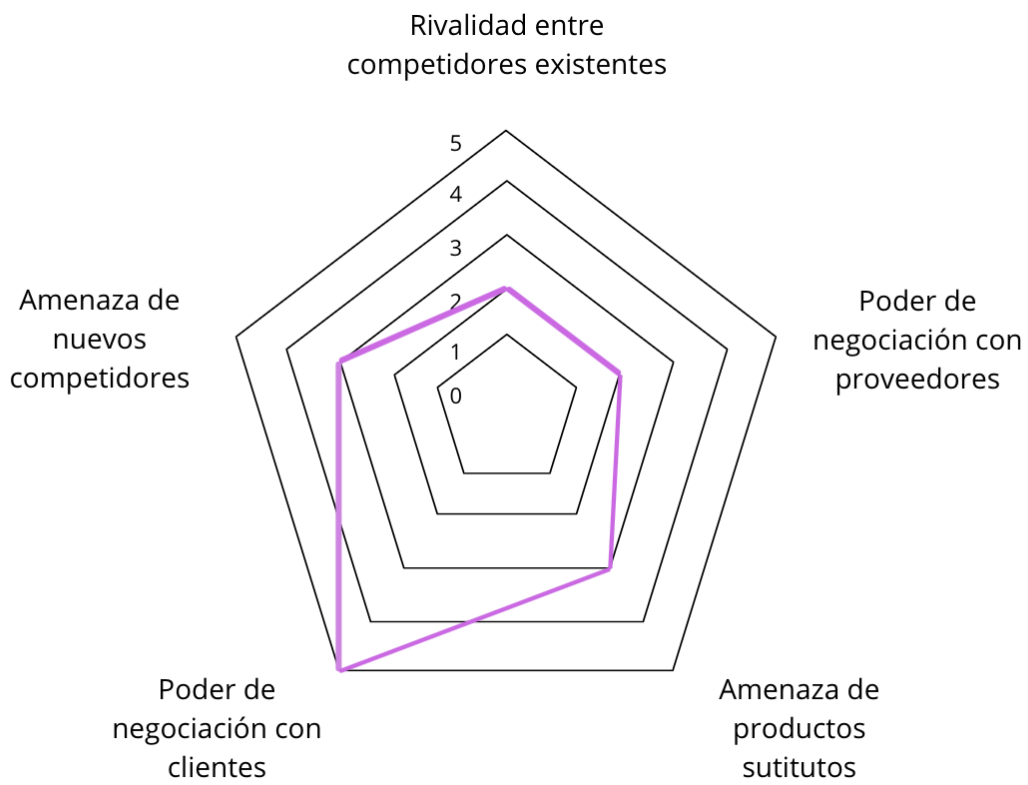 Rivalidad entre
competidores existentes
5
4
3
2
1
0
Amenaza de
nuevos
competidores
Poder de
negociación con
proveedores
Poder de
negociación con
clientes
Amenaza de
productos
sutitutos